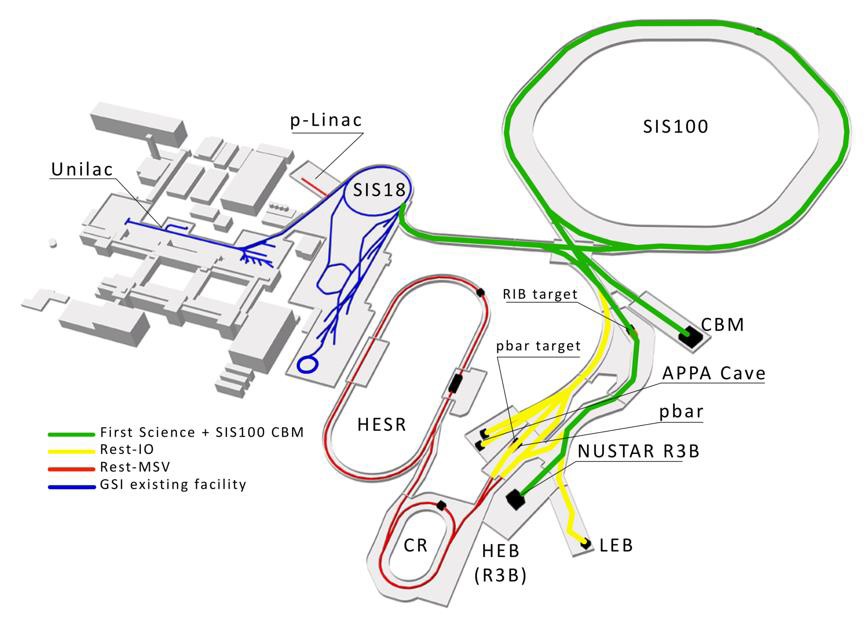 p-Linac
SIS100
Unilac
SIS18
RIB target
CBM
pbar target
APPA Cave
pbar
HESR
NUSTAR R3B
First Science + SIS100 CBM
Rest-IO
Rest-MSV
GSI existing facility
CR
HEB
(R3B)
LEB